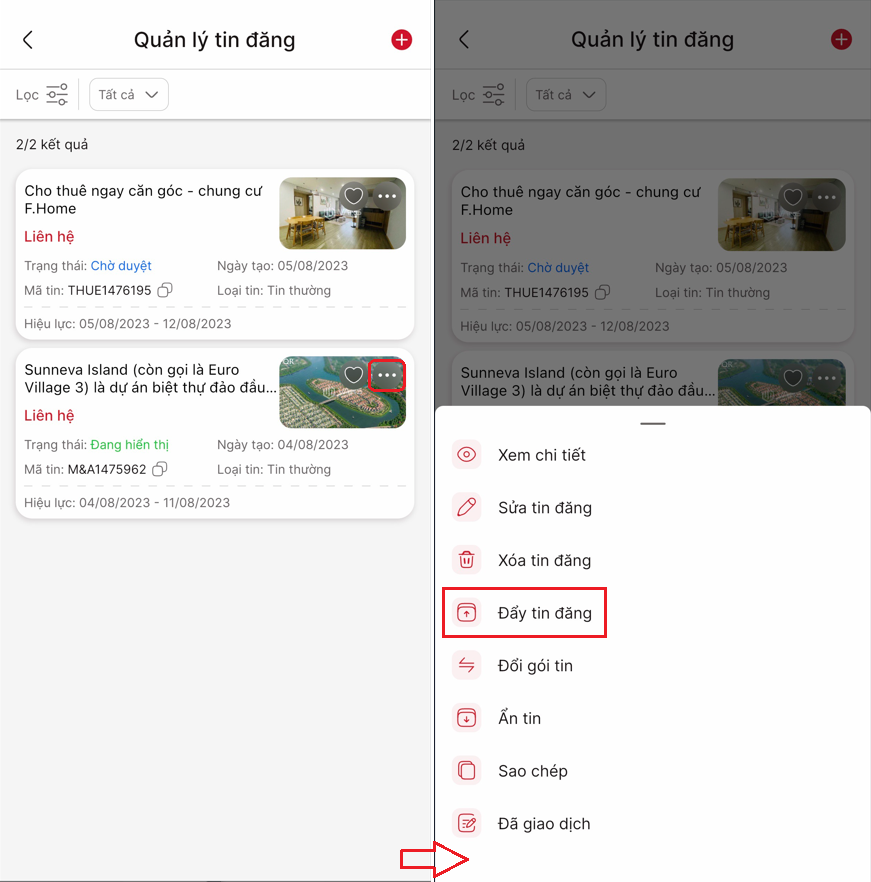 Quản lý tin đăng
Lọc
Tất cả
2/2 kết quả
Cho thuê ngay căn góc - chung cư
F.Home
Liên hệ
Trạng thái: Chờ duyệt
Ngày tạo: 05/08/2023
Mã tin: THUE1476195
Loại tin: Tin thường
Hiệu lực: 05/08/2023 - 12/08/2023
Sunneva Island (còn gọi là Euro
Village 3) là dự án biệt thự đảo đầu...
Liên hệ
Trạng thái: Đang hiển thị
Ngày tạo: 04/08/2023
Mã tin: M&A1475962
Loại tin: Tin thường
Hiệu lực: 04/08/2023 - 11/08/2023
Quản lý tin đăng
Lọc
Tất cả
2/2 kết quả
Cho thuê ngay căn góc - chung cư
F.Home
Liên hệ
Trạng thái: Chờ duyệt
Ngày tạo: 05/08/2023
Mã tin: THUE1476195
Loại tin: Tin thường
Hiệu lực: 05/08/2023 - 12/08/2023
Sunneva Island (còn gọi là Euro
Village 3) là dự án biệt thự đảo đầu...
Xem chi tiết
Sửa tin đăng
Xóa tin đăng
Đẩy tin đăng
Đổi gói tin
Ẩn tin
Sao chép
Đã giao dịch